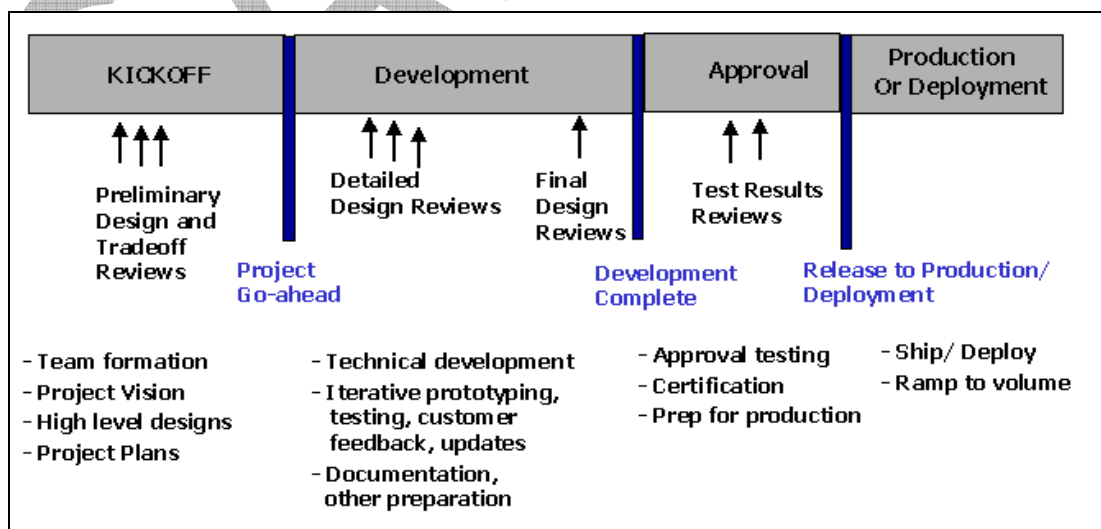 KICKOFF
Development
Approval
Production
Or Deployment
Preliminary
Design and
Tradeoff
Reviews
Detailed
Design Reviews
Final
Design
Reviews
Test Results
Reviews
Project
Go-ahead
Development
Complete
Release to Production/
Deployment
- Team formation
- Project Vision
- High level designs
- Project Plans
- Technical development
- Iterative prototyping,
testing, customer
feedback, updates
- Documentation,
other preparation
- Approval testing
- Certification
- Prep for production
- Ship/ Deploy
- Ramp to volume